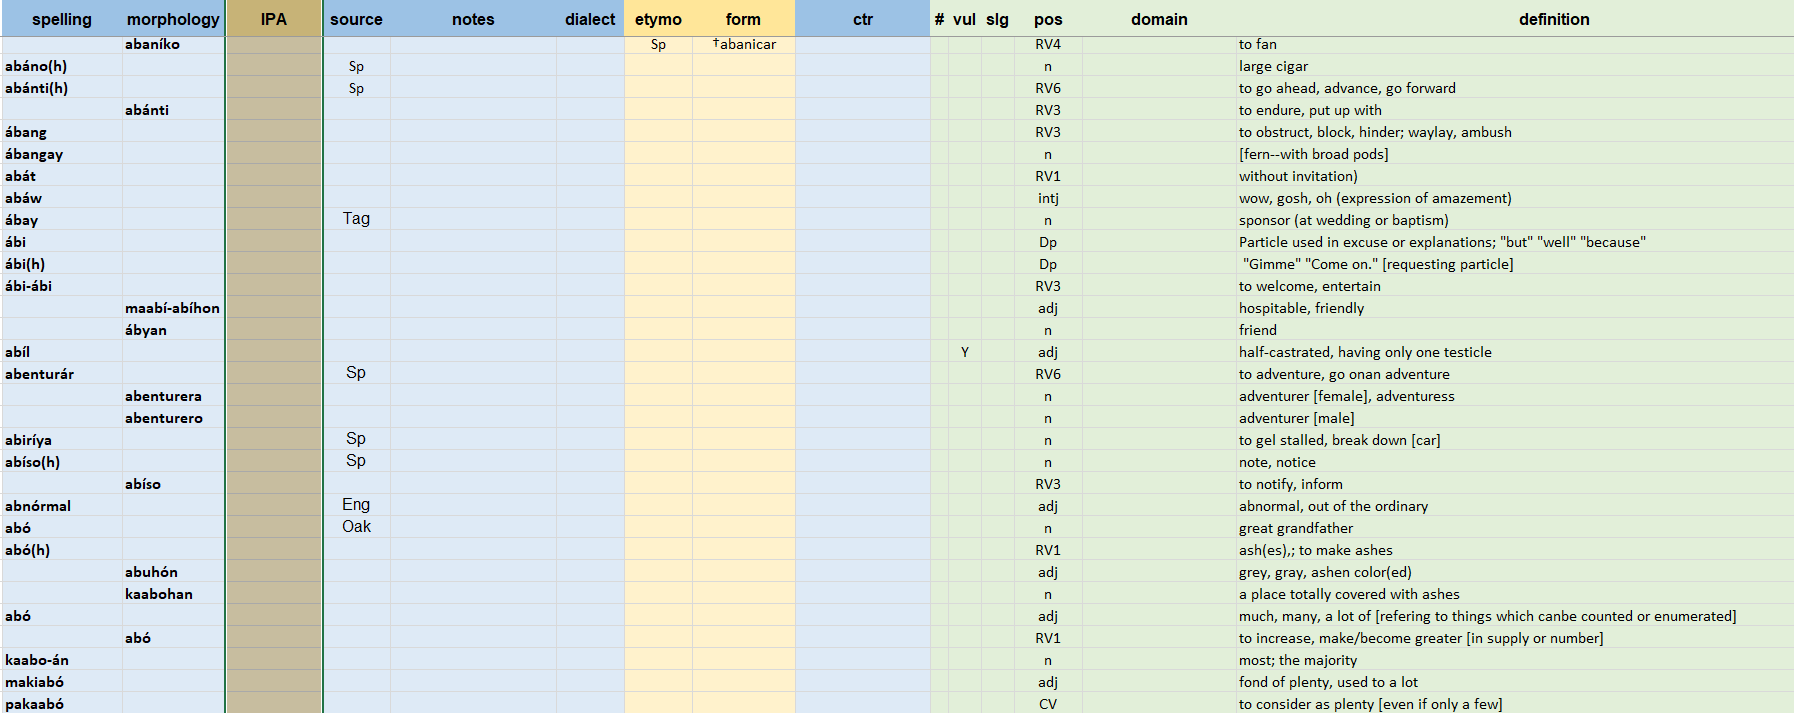 spelling morphology IPA source notes dialect etymo form ctr # vul slg pos domain definition
abaníko Sp †abanicar RV4 to fan
abáno(h) Sp n large cigar
abánti(h) Sp RV6 to go ahead, advance, go forward
abánti RV3 to endure, put up with
ábang RV3 to obstruct, block, hinder; waylay, ambush
ábangay n [fern--with broad pods]
abát RV1 without invitation)
abáw intj wow, gosh, oh (expression of amazement)
ábay Tag n sponsor (at wedding or baptism)
ábi Dp Particle used in excuse or explanations; "but" "well" "because"
ábi(h) Dp "Gimme" "Come on." [requesting particle]
ábi-ábi RV3 to welcome, entertain
maabí-abíhon adj hospitable, friendly
ábyan n friend
abíl Y adj half-castrated, having only one testicle
abenturár Sp RV6 to adventure, go onan adventure
abenturera n adventurer [female], adventuress
abenturero n adventurer [male]
abiríya Sp n to gel stalled, break down [car]
abíso(h) Sp n note, notice
abíso RV3 to notify, inform
abnórmal Eng adj abnormal, out of the ordinary
abó Oak n great grandfather
abó(h) RV1 ash(es),; to make ashes
abuhón adj grey, gray, ashen color(ed)
kaabohan n a place totally covered with ashes
abó adj much, many, a lot of [refering to things which canbe counted or enumerated]
abó RV1 to increase, make/become greater [in supply or number]
kaabo-án n most; the majority
makiabó adj fond of plenty, used to a lot
pakaabó CV to consider as plenty [even if only a few]